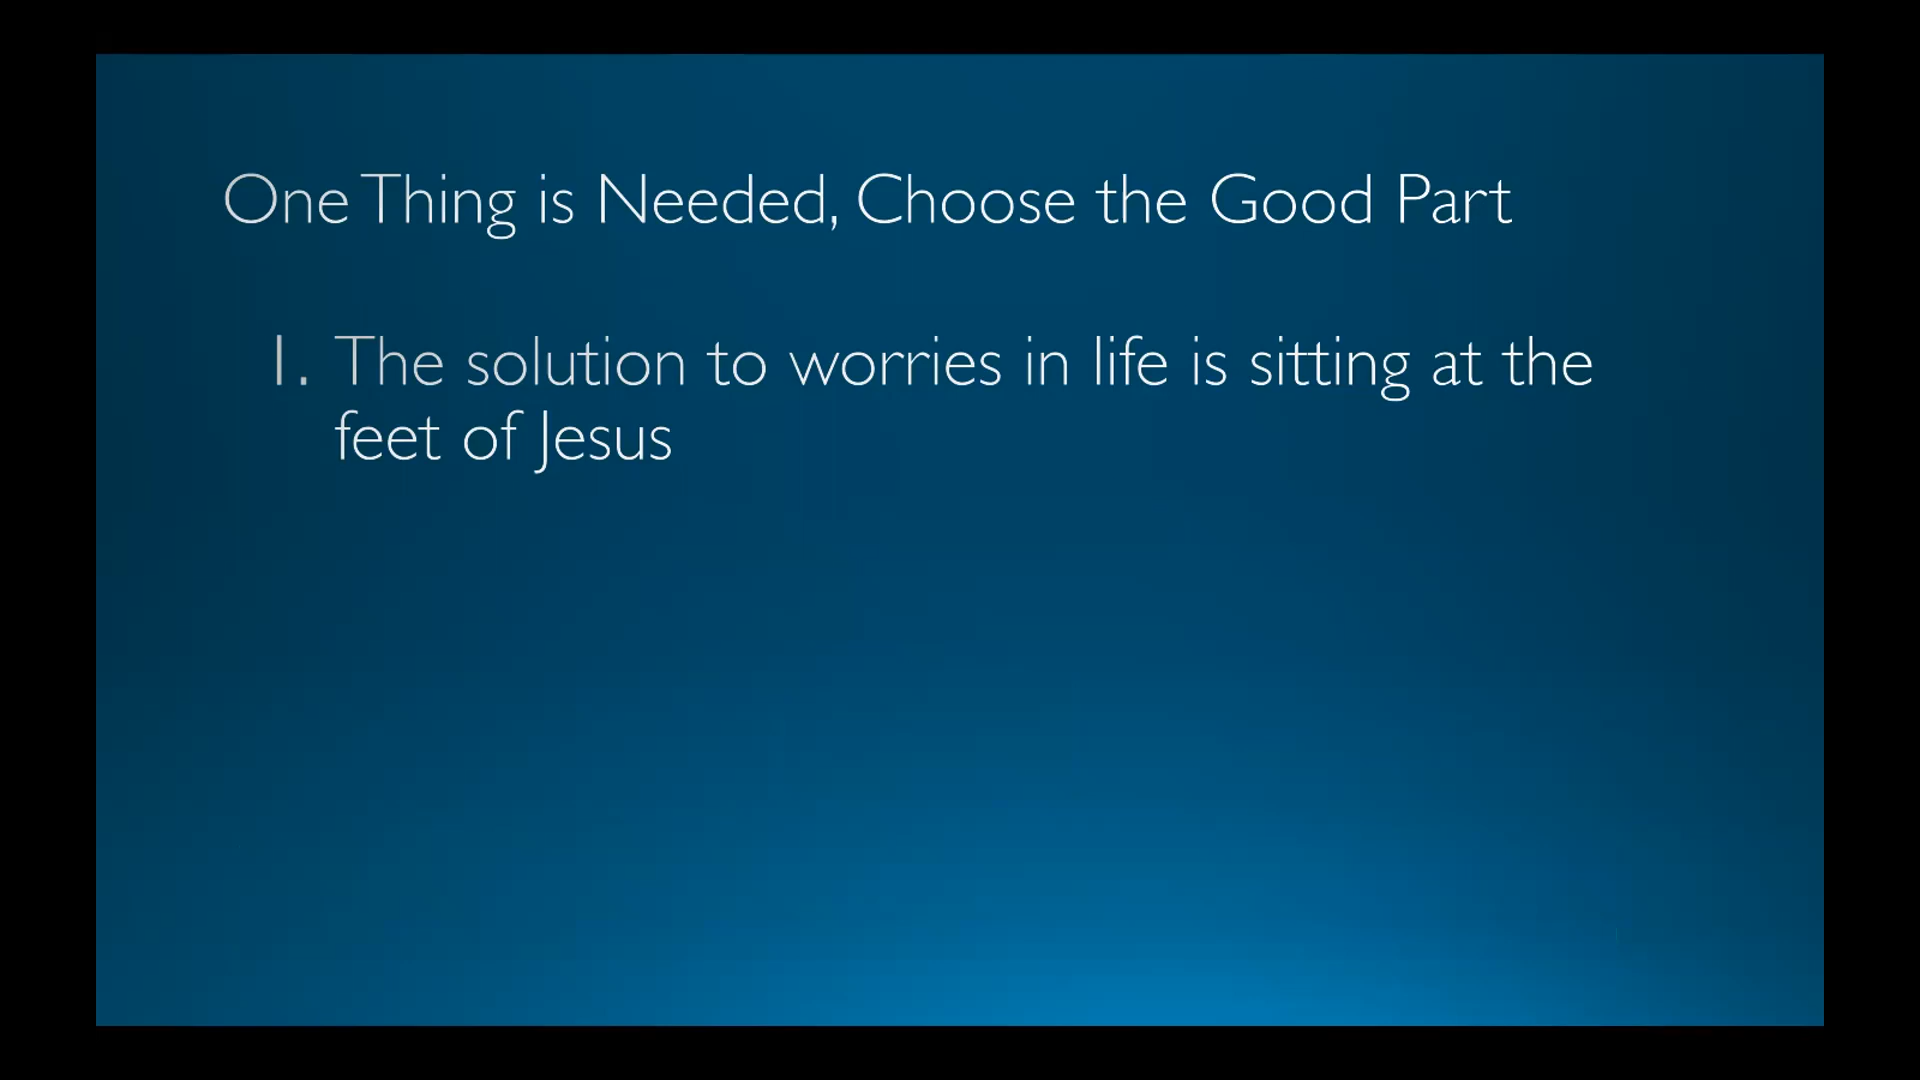 One Thing is Needed, Choose the Good Part
1. The solution to worries in life is sitting at the
feet of Jesus